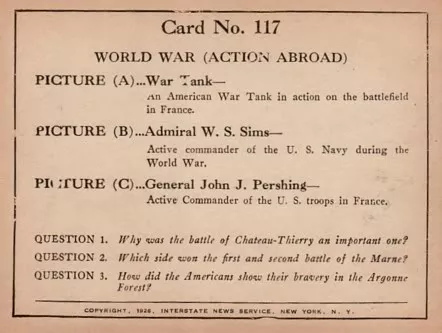 Card No. 117
WORLD WAR (ACTION ABROAD)
PICTURE (A)...War Tank—
An American War Tank in action on the battlefield
in France.
PICTURE (B)...Admiral W. S. Sims—
Active commander of the U. S. Navy during the
World War.
PICTURE (C)...General John J. Pershing—
Active Commander of the U. S. troops in France.
QUESTION 1. Why was the battle of Chateau-Thierry an important one?
QUESTION 2. Which side won the first and second battle of the Marne?
QUESTION 3. How did the Americans show their bravery in the Argonne
Forest?
COPYRIGHT, 1926, INTERSTATE NEWS SERVICE, NEW YORK, N. Y.